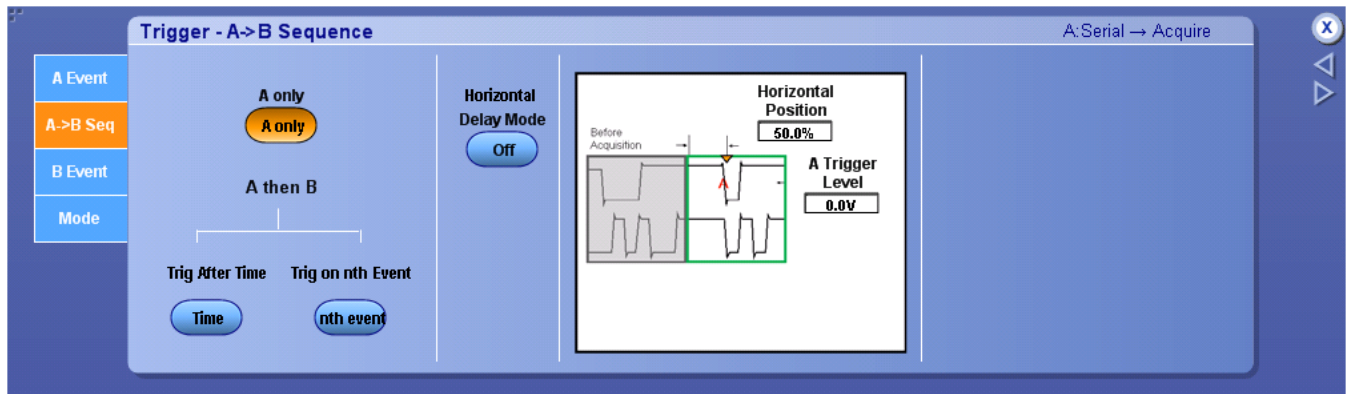 Trigger - A->B Sequence
A:Serial → Acquire
X
A Event
A->B Seq
B Event
Mode
A only
A only
A then B
Trig After Time
Time
Trig on nth Event
nth event
Horizontal
Delay Mode
Off
Before
Acquisition
Horizontal
Position
50.0%
A
A Trigger
Level
0.0V